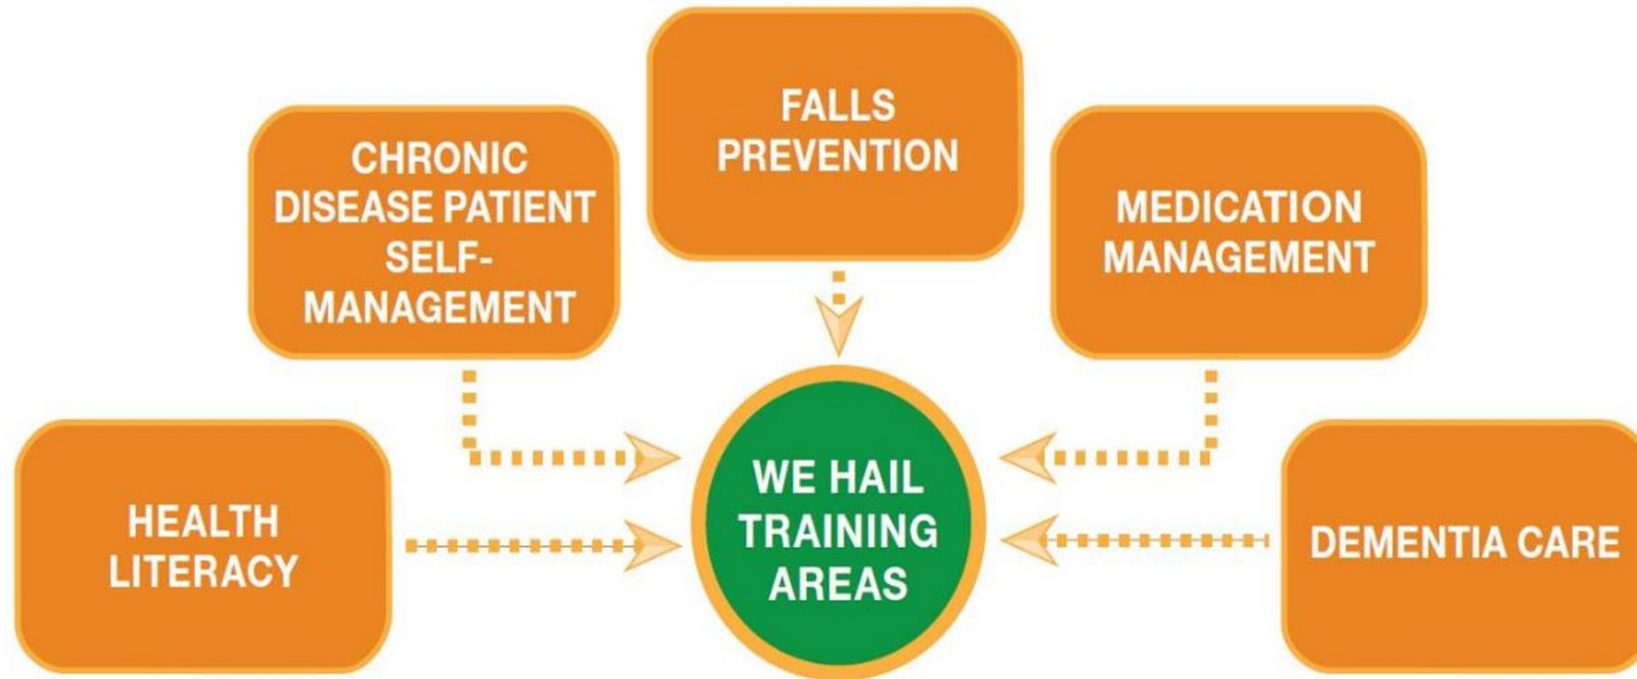 FALLS
PREVENTION
CHRONIC
DISEASE PATIENT
SELF-
MANAGEMENT
MEDICATION
MANAGEMENT
HEALTH
LITERACY
WE HAIL
TRAINING
AREAS
DEMENTIA CARE